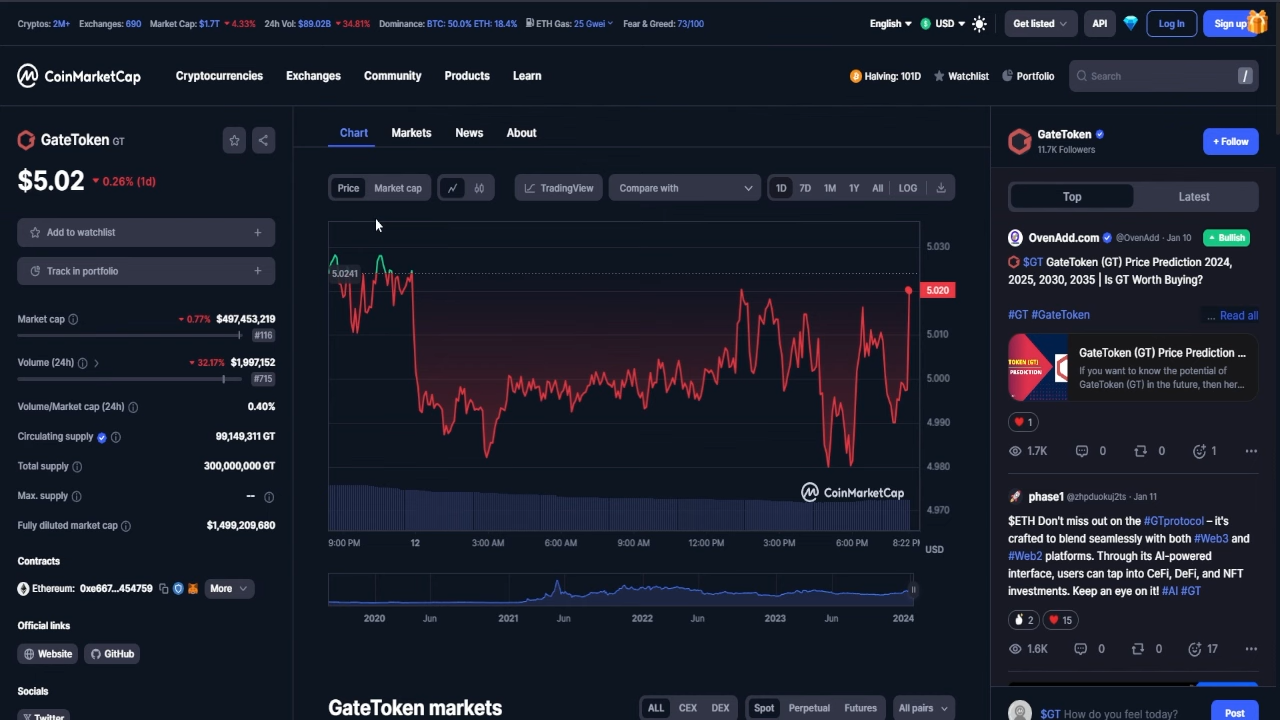 Cryptos: 2M+ Exchanges: 690 Market Cap: $1.7T 4.33% 24h Vol: $89.02B 34.81% Dominance: BTC: 50.0% ETH: 18.4% ETH Gas: 25 Gwei Fear & Greed: 73/100
English USD Get listed API Log In Sign up
CoinMarketCap Cryptocurrencies Exchanges Community Products Learn
Halving: 101D Watchlist Portfolio Search /
GateToken GT
$5.02 0.26% (1d)
Add to watchlist +
Track in portfolio +
Market cap 0.77% $497,453,219
#116
Volume (24h) 32.17% $1,997,152
#715
Volume/Market cap (24h) 0.40%
Circulating supply 99,149,311 GT
Total supply 300,000,000 GT
Max. supply --
Fully diluted market cap $1,499,209,680
Contracts
Ethereum: 0xe667...454759 More
Official links
Website GitHub
Socials
Twitter
Chart Markets News About
Price Market cap TradingView Compare with 1D 7D 1M 1Y All LOG
5.030
5.0241
5.020
5.010
5.000
4.990
4.980
4.970
CoinMarketCap
9:00 PM 12 3:00 AM 6:00 AM 9:00 AM 12:00 PM 3:00 PM 6:00 PM 8:22 P
USD
2020 Jun 2021 Jun 2022 Jun 2023 Jun 2024
GateToken markets
ALL CEX DEX Spot Perpetual Futures All pairs
GateToken
11.7K Followers
+ Follow
Top Latest
OvenAdd.com @OvenAdd · Jan 10 Bullish
$GT GateToken (GT) Price Prediction 2024,
2025, 2030, 2035 | Is GT Worth Buying?
#GT #GateToken ... Read all
TOKEN (GT)
PREDICTION
GateToken (GT) Price Prediction ...
If you want to know the potential of
GateToken (GT) in the future, then her...
1
1.7K 0 0 1
phase1 @zhpduokuj2ts · Jan 11
$ETH Don't miss out on the #GTprotocol – it's
crafted to blend seamlessly with both #Web3 and
#Web2 platforms. Through its AI-powered
interface, users can tap into CeFi, DeFi, and NFT
investments. Keep an eye on it! #AI #GT
2 15
1.6K 0 0 17
$GT How do you feel today? Post